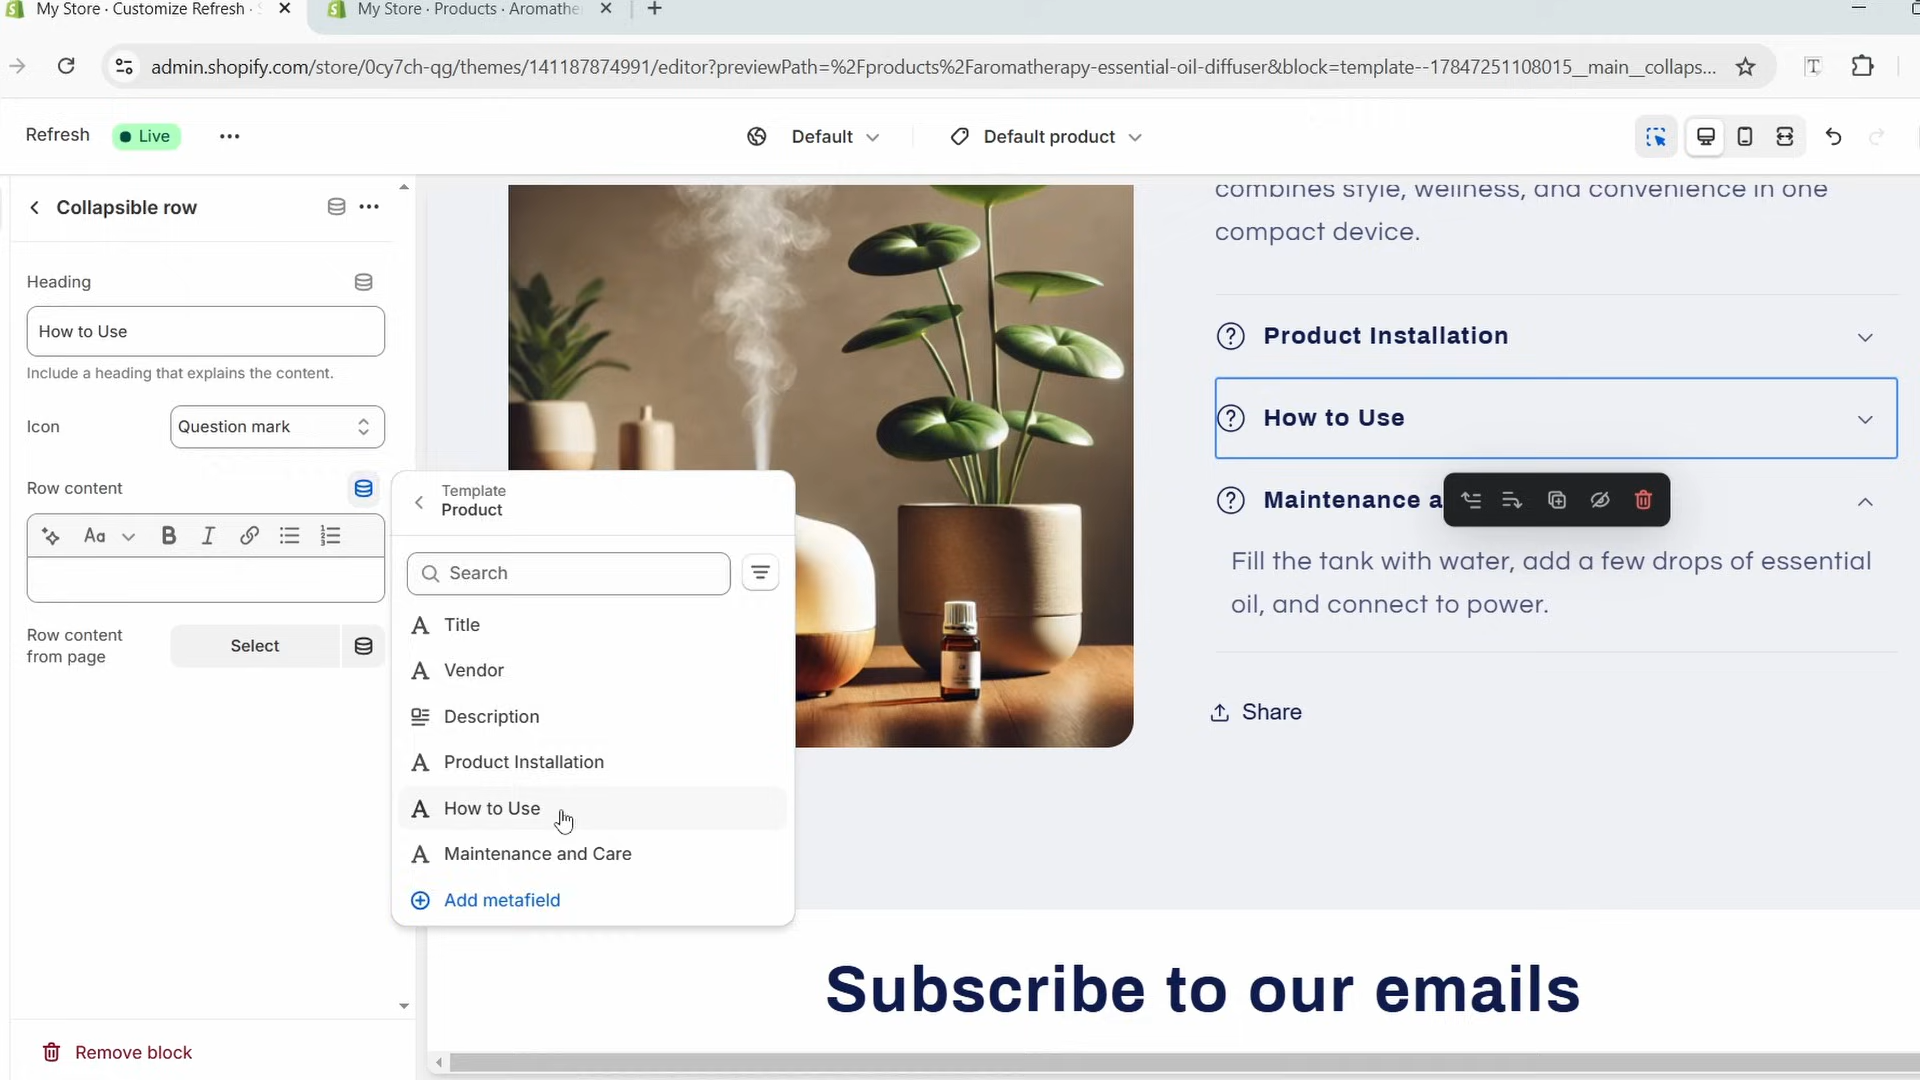 My Store · Customize Refresh ·
My Store · Products · Aromathe
admin.shopify.com/store/0cy7ch-qg/themes/141187874991/editor?previewPath=%2Fproducts%2Faromatherapy-essential-oil-diffuser&block=template--17847251108015__main__collaps...
Refresh
Live
Default
Default product
Collapsible row
Heading
How to Use
Include a heading that explains the content.
Icon
Question mark
Row content
Aa
B
I
Row content
from page
Select
Remove block
Template
Product
Search
Title
Vendor
Description
Product Installation
How to Use
Maintenance and Care
Add metafield
combines style, wellness, and convenience in one
compact device.
Product Installation
How to Use
Maintenance a
Fill the tank with water, add a few drops of essential
oil, and connect to power.
Share
Subscribe to our emails